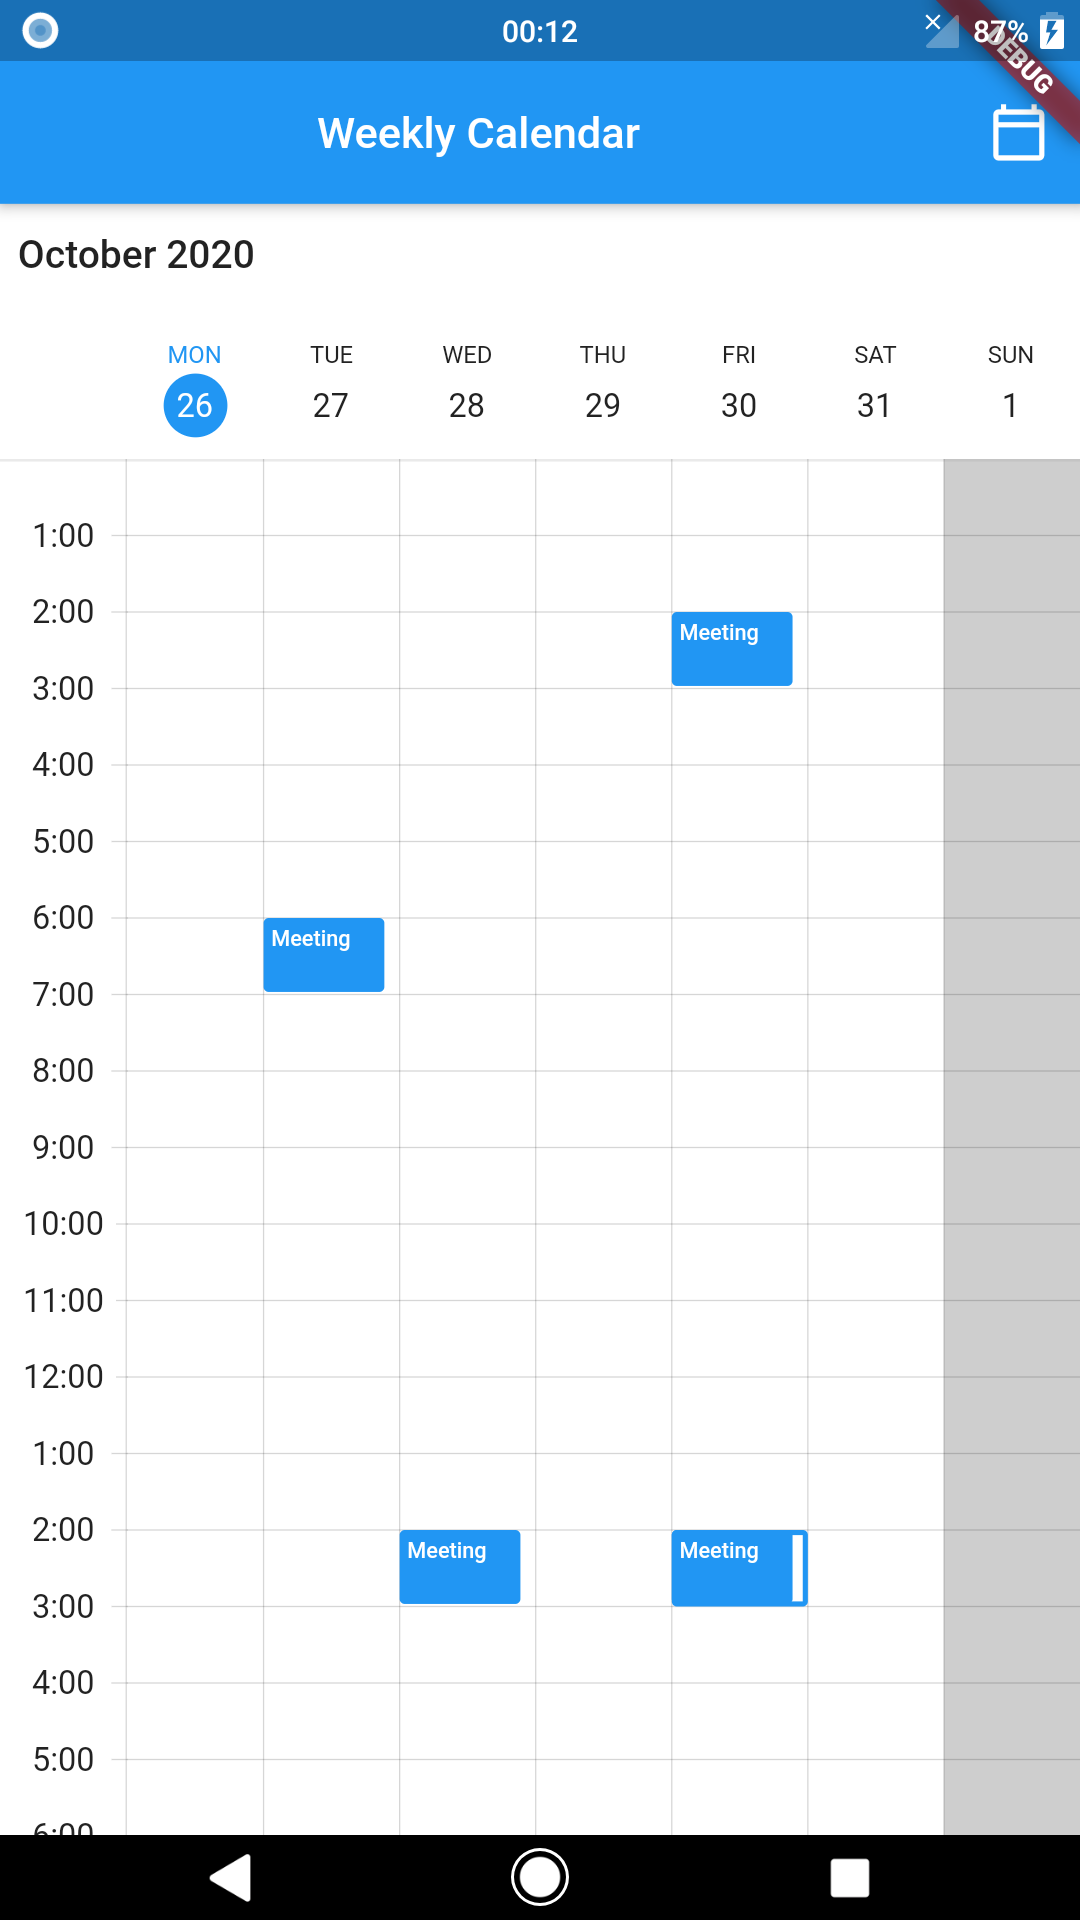 00:12
87%
DEBUG
Weekly Calendar
October 2020
MON TUE WED THU FRI SAT SUN
26 27 28 29 30 31 1
1:00
2:00
Meeting
3:00
4:00
5:00
6:00
Meeting
7:00
8:00
9:00
10:00
11:00
12:00
1:00
2:00
Meeting Meeting
3:00
4:00
5:00
6:00